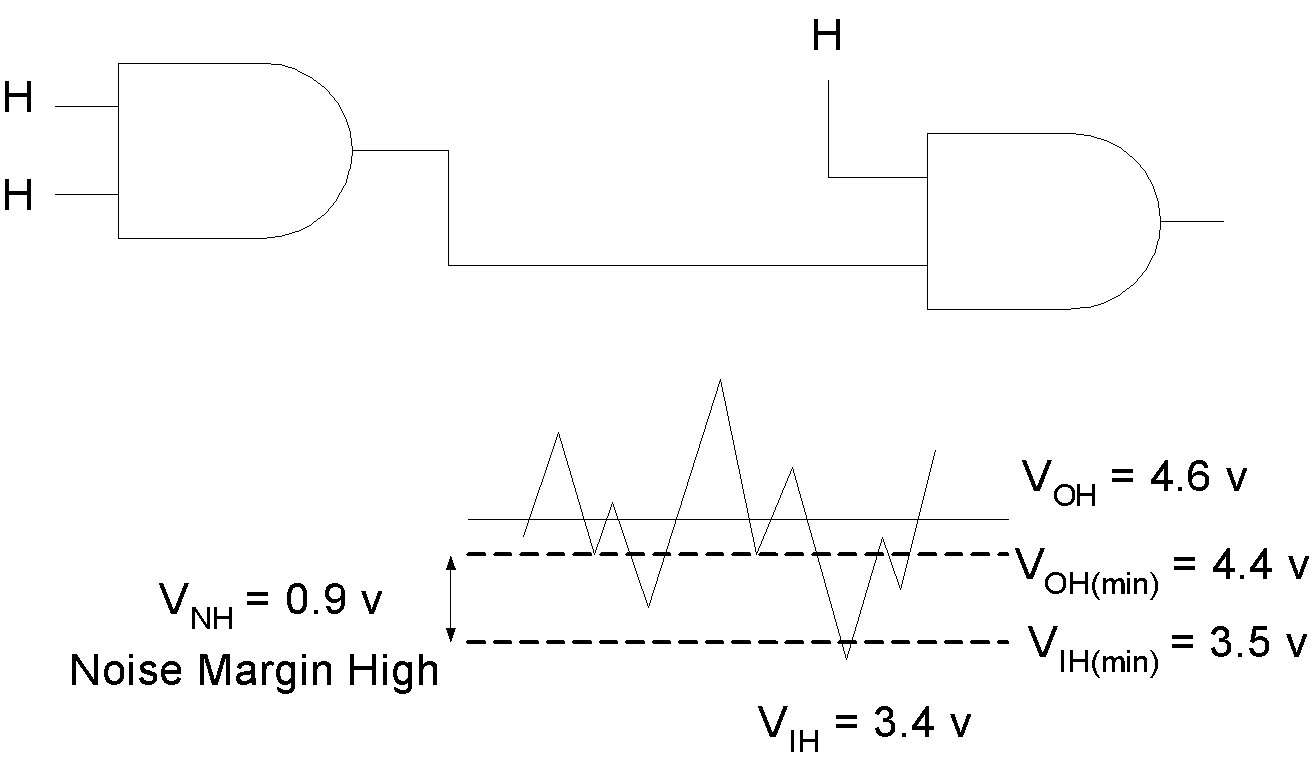 H
H
H
VOH = 4.6 v
VOH(min) = 4.4 v
VNH = 0.9 v
VIH(min) = 3.5 v
Noise Margin High
VIH = 3.4 v